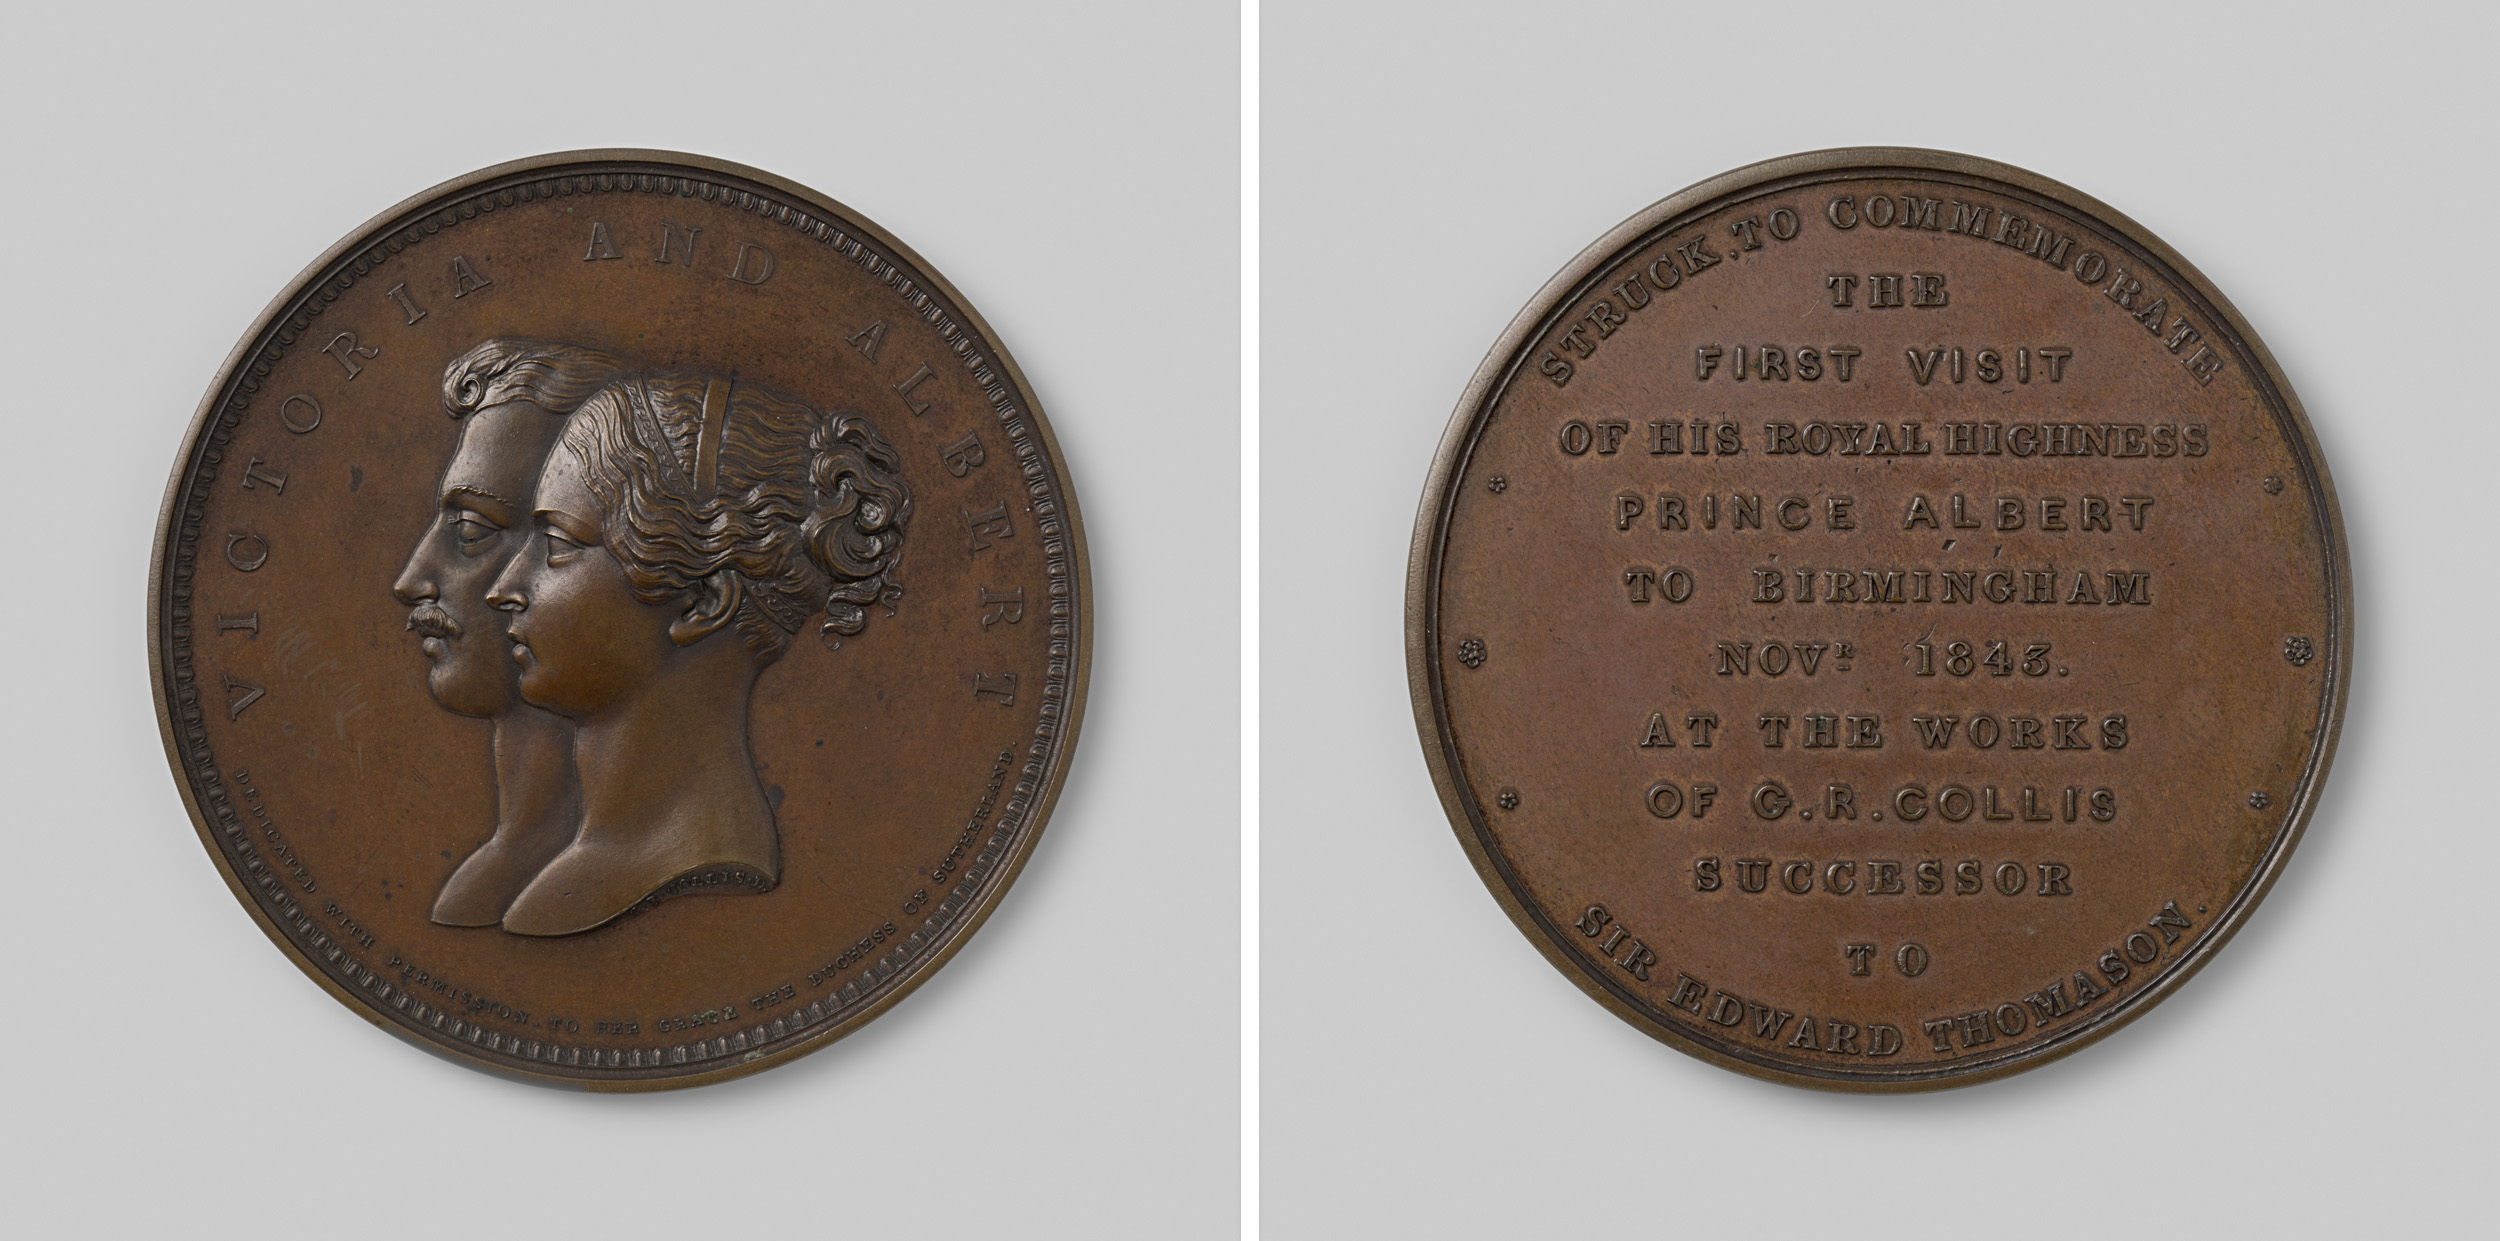 VICTORIA AND ALBERT
DEDICATED WITH PERMISSION TO HER GRACE THE DUCHESS OF SUTHERLAND.
COLLIS
STRUCK TO COMMEMORATE
THE
FIRST VISIT
OF HIS ROYAL HIGHNESS
PRINCE ALBERT
TO BIRMINGHAM
NOVR 1843.
AT THE WORKS
OF G.R.COLLIS
SUCCESSOR
TO
SIR EDWARD THOMASON.